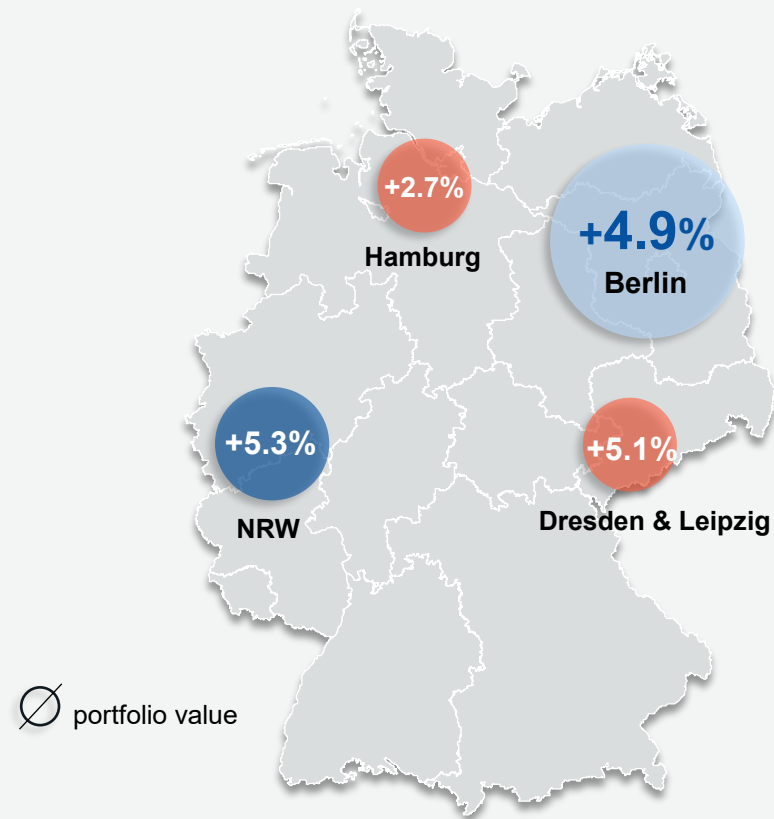 +2.7%
Hamburg
+4.9%
Berlin
+5.3%
NRW
+5.1%
Dresden & Leipzig
portfolio value